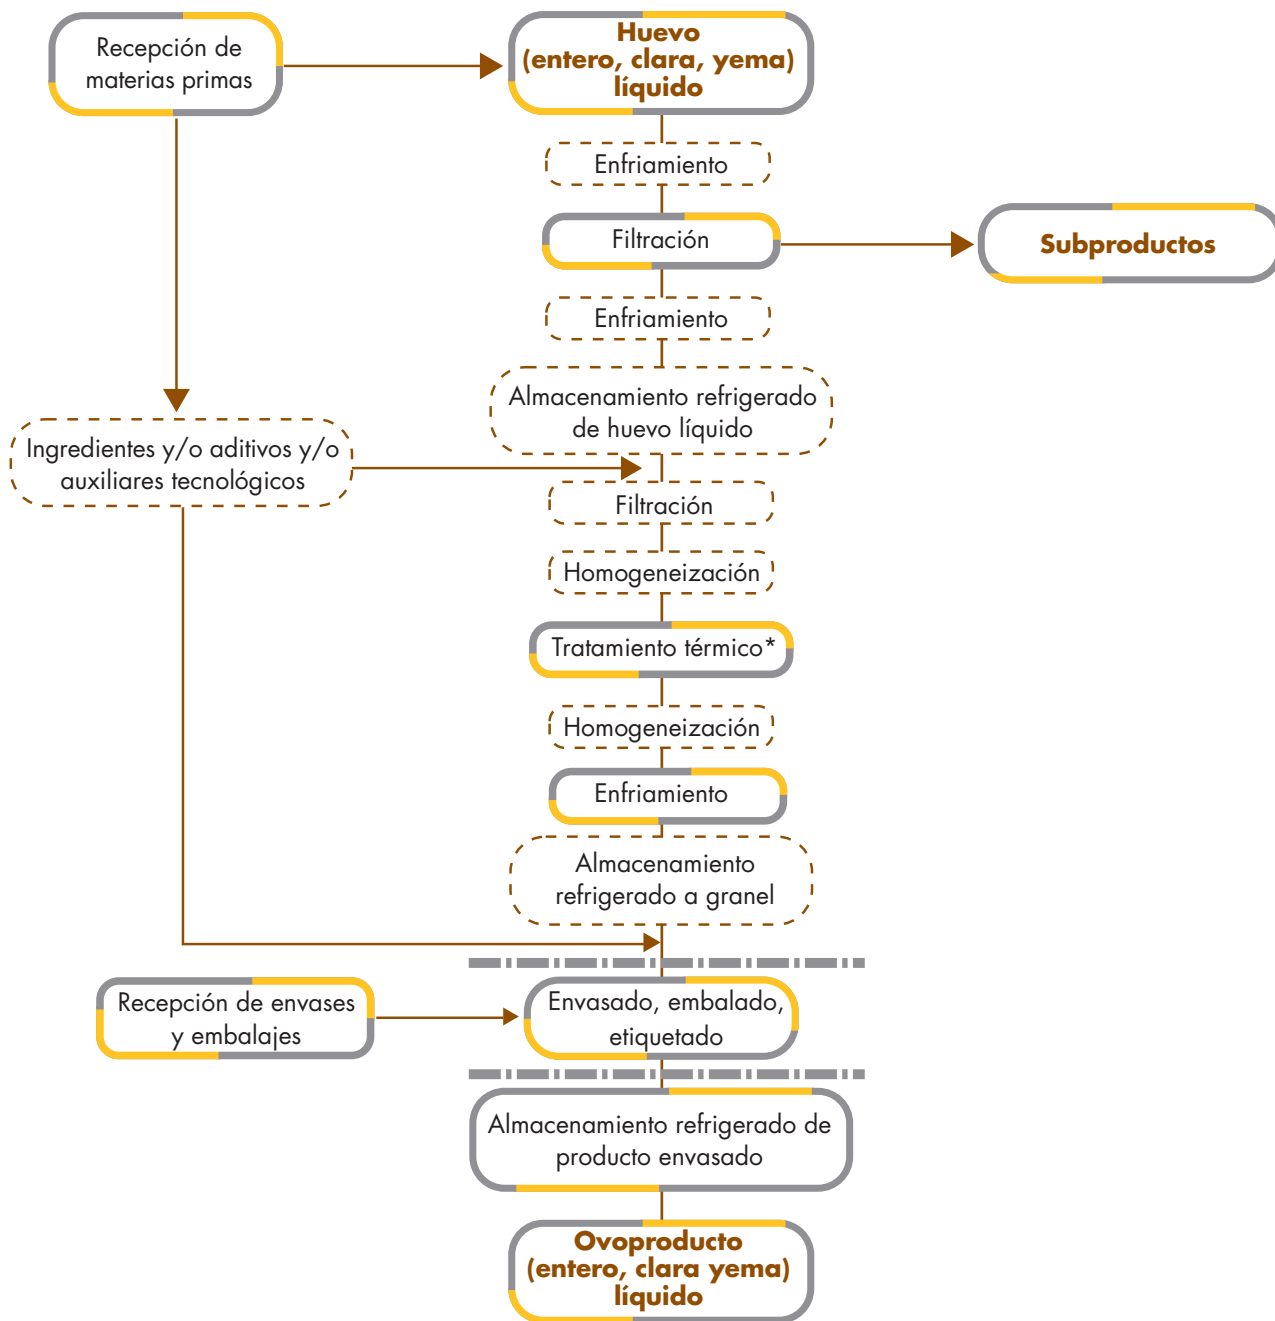 Recepción de
materias primas
Huevo
(entero, clara, yema)
líquido
Enfriamiento
Filtración
Subproductos
Enfriamiento
Almacenamiento refrigerado
de huevo líquido
Ingredientes y/o aditivos y/o
auxiliares tecnológicos
Filtración
Homogeneización
Tratamiento térmico*
Homogeneización
Enfriamiento
Almacenamiento
refrigerado a granel
Recepción de envases
y embalajes
Envasado, embalado,
etiquetado
Almacenamiento refrigerado de
producto envasado
Ovoproducto
(entero, clara yema)
líquido